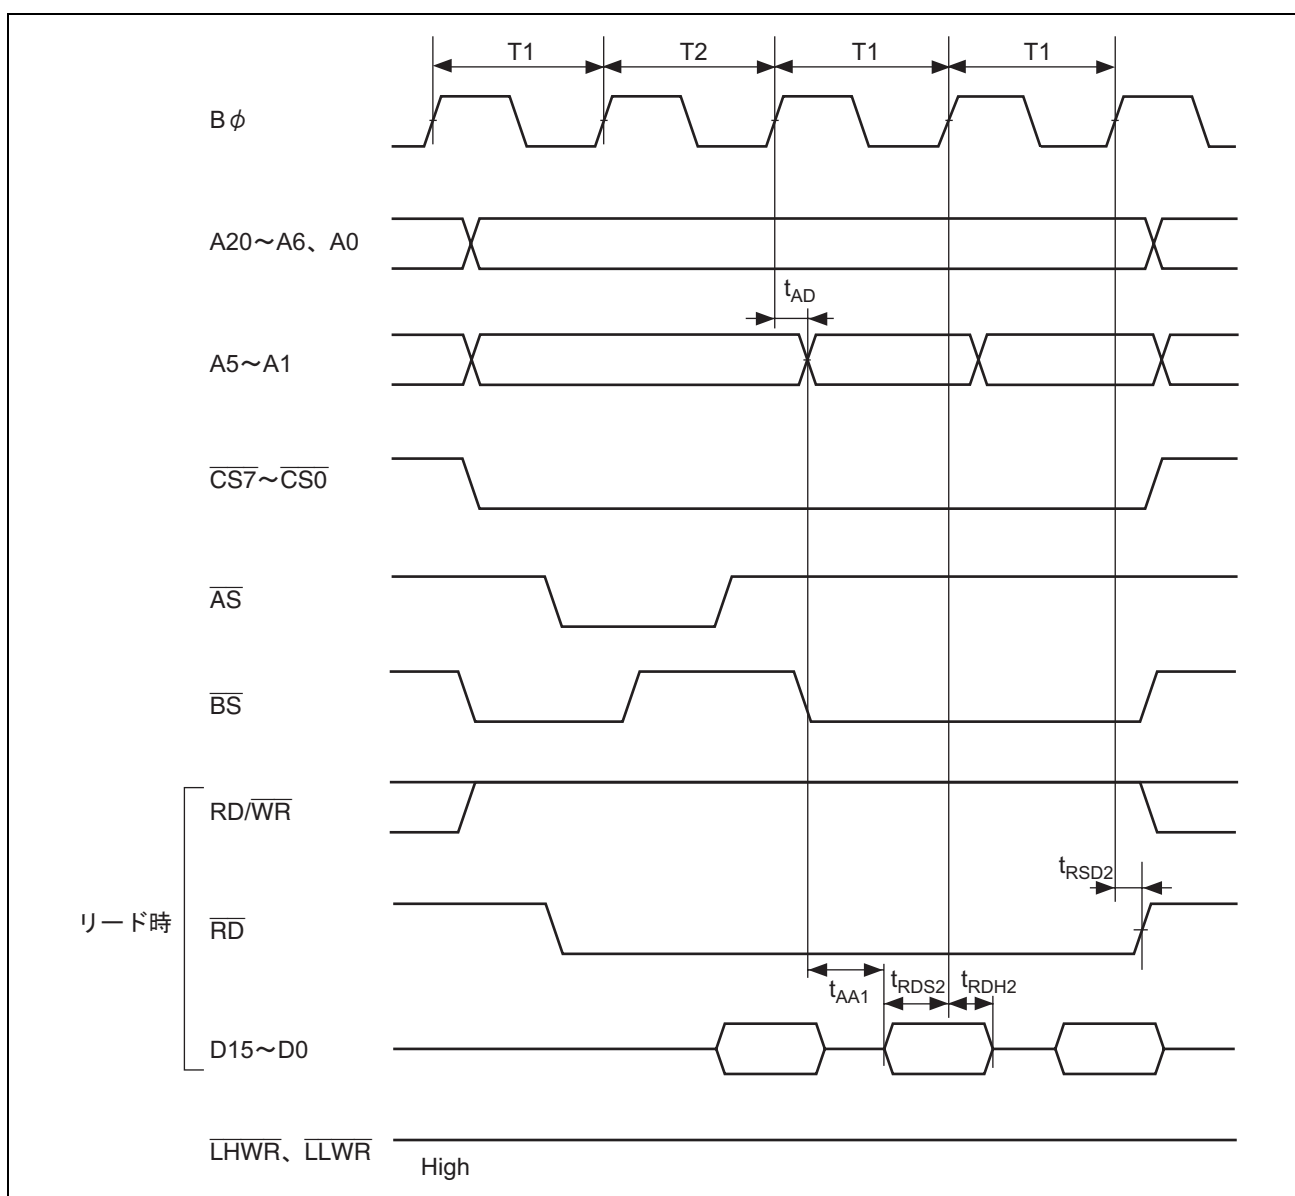 T1 T2 T1 T1
Bφ
A20～A6、A0
tAD
A5～A1
CS7～CS0
AS
BS
RD/WR
tRSD2
リード時
RD
tAA1 tRDS2 tRDH2
D15～D0
LHWR、LLWR
High